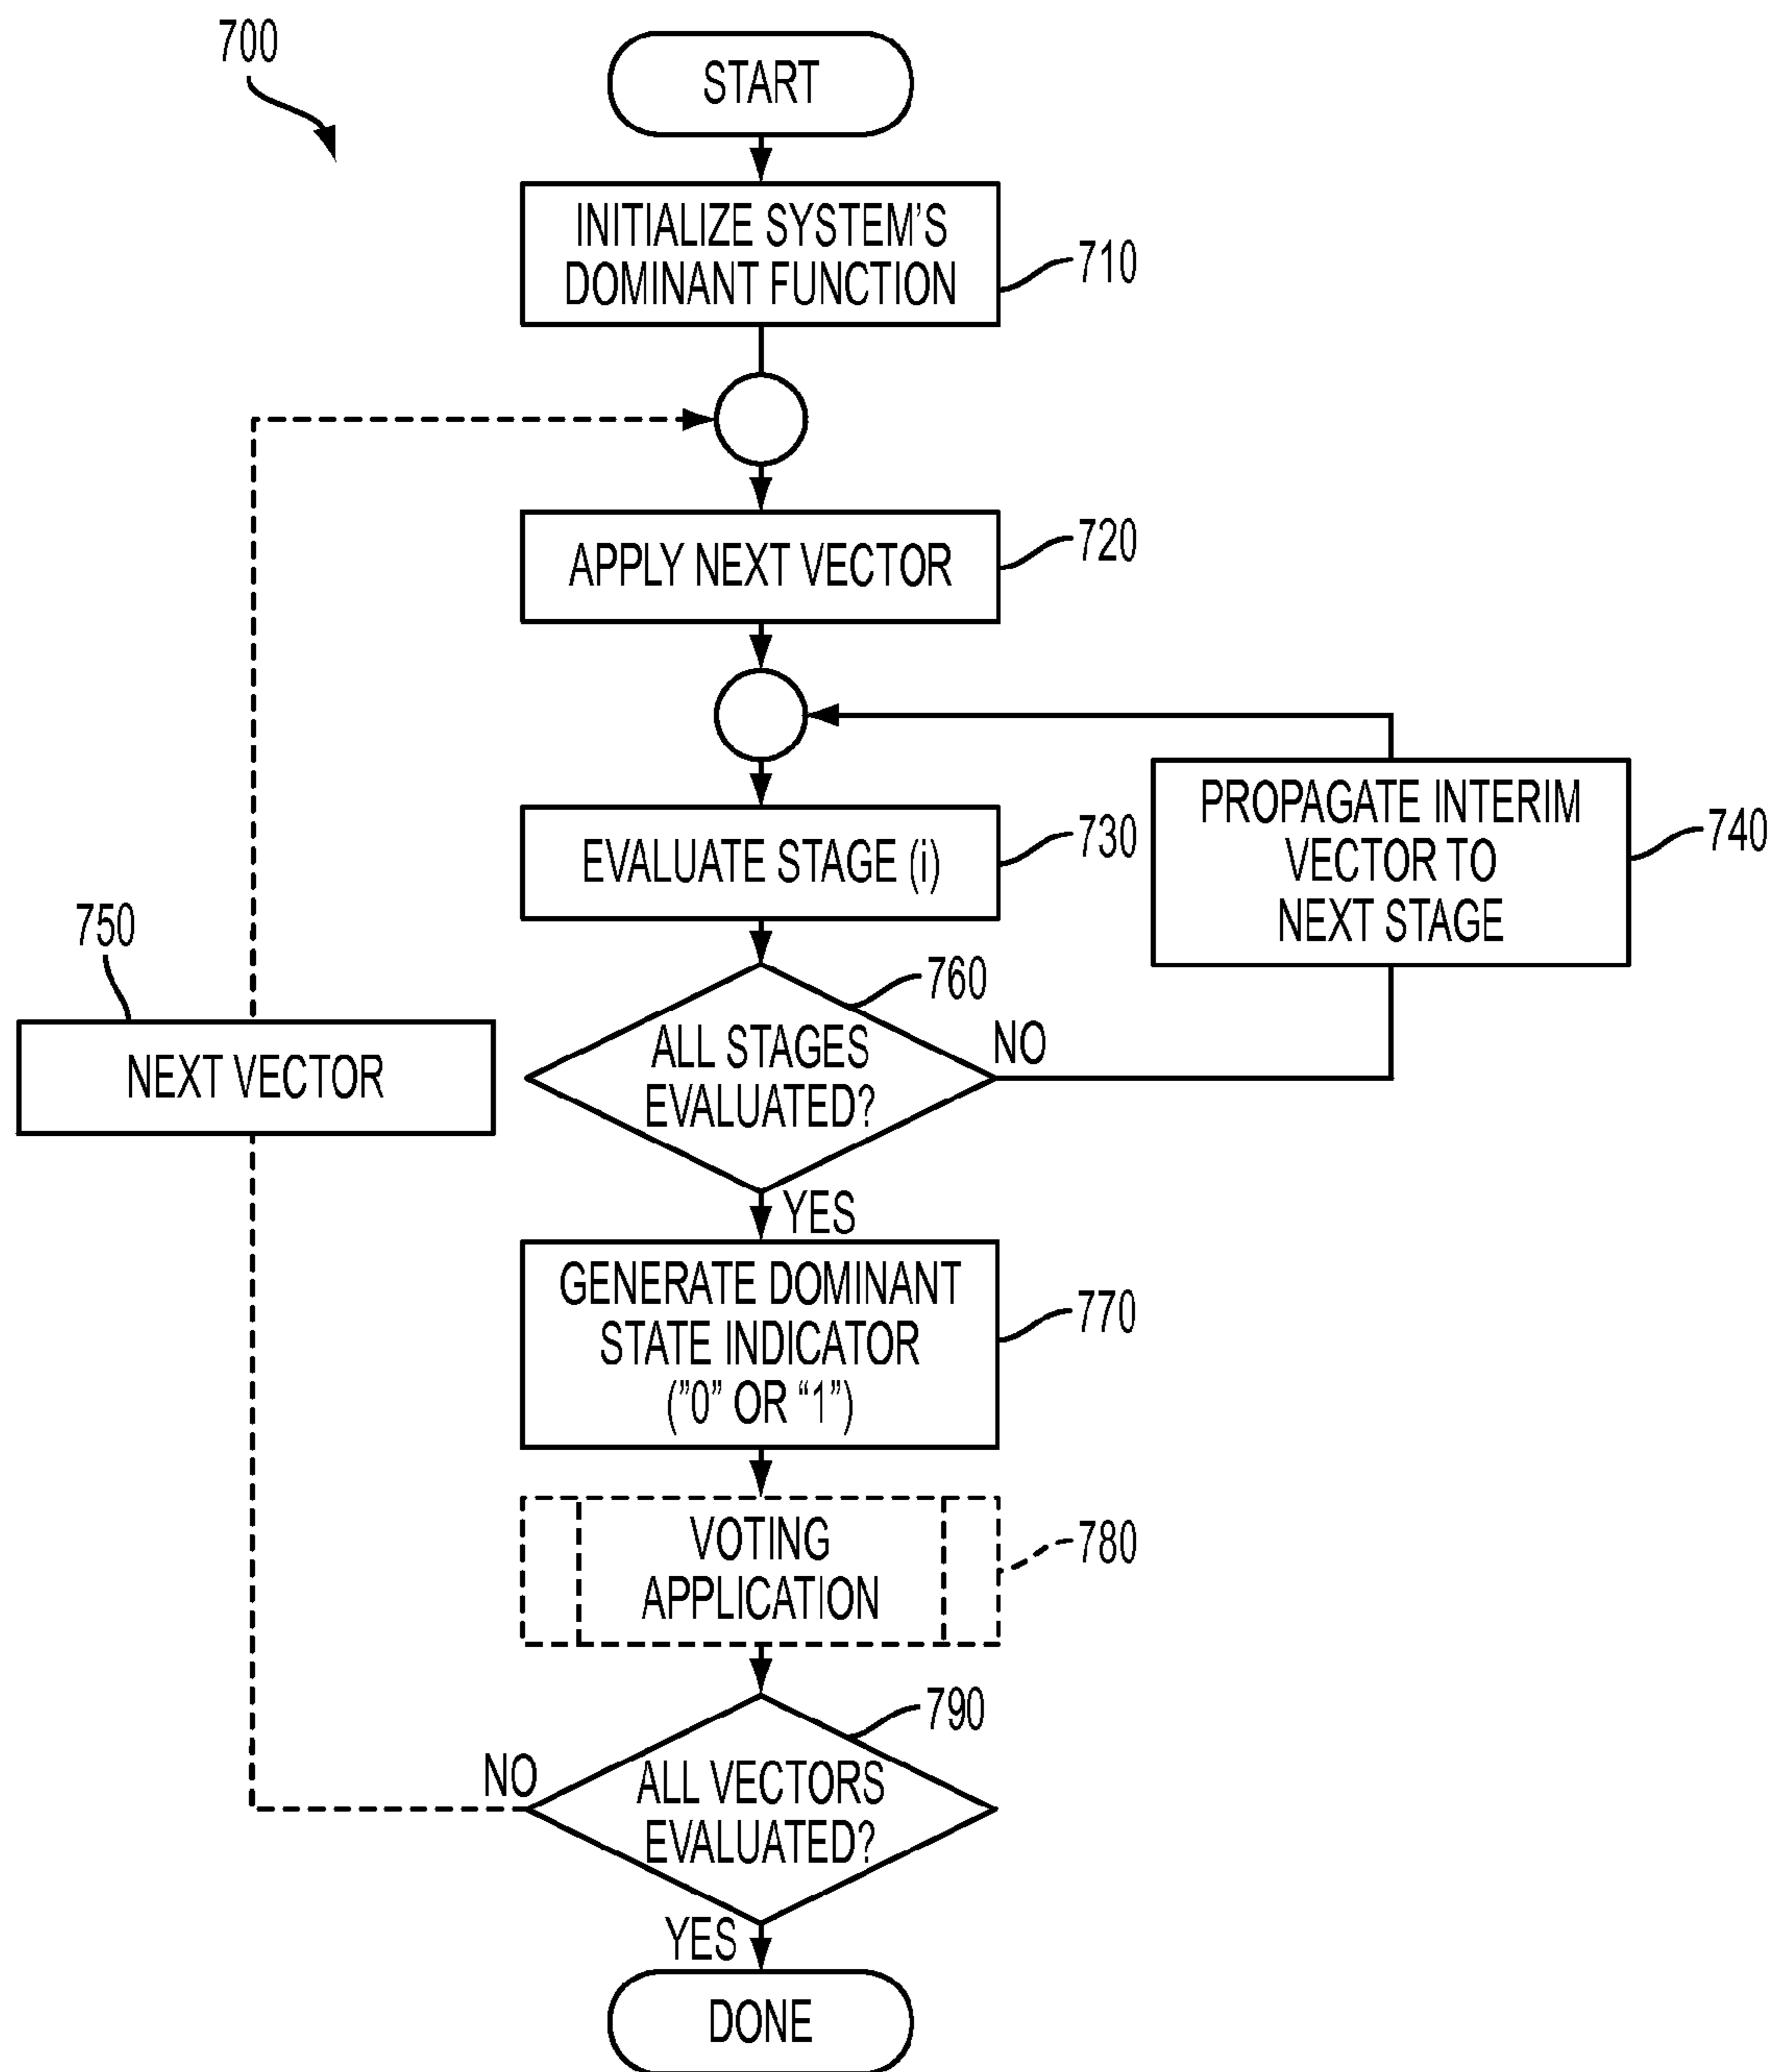 700
START
INITIALIZE SYSTEM'S
DOMINANT FUNCTION
710
APPLY NEXT VECTOR
720
EVALUATE STAGE (i)
730
PROPAGATE INTERIM
VECTOR TO
NEXT STAGE
740
750
NEXT VECTOR
760
ALL STAGES
EVALUATED?
NO
YES
GENERATE DOMINANT
STATE INDICATOR
("0" OR "1")
770
VOTING
APPLICATION
780
790
ALL VECTORS
EVALUATED?
NO
YES
DONE